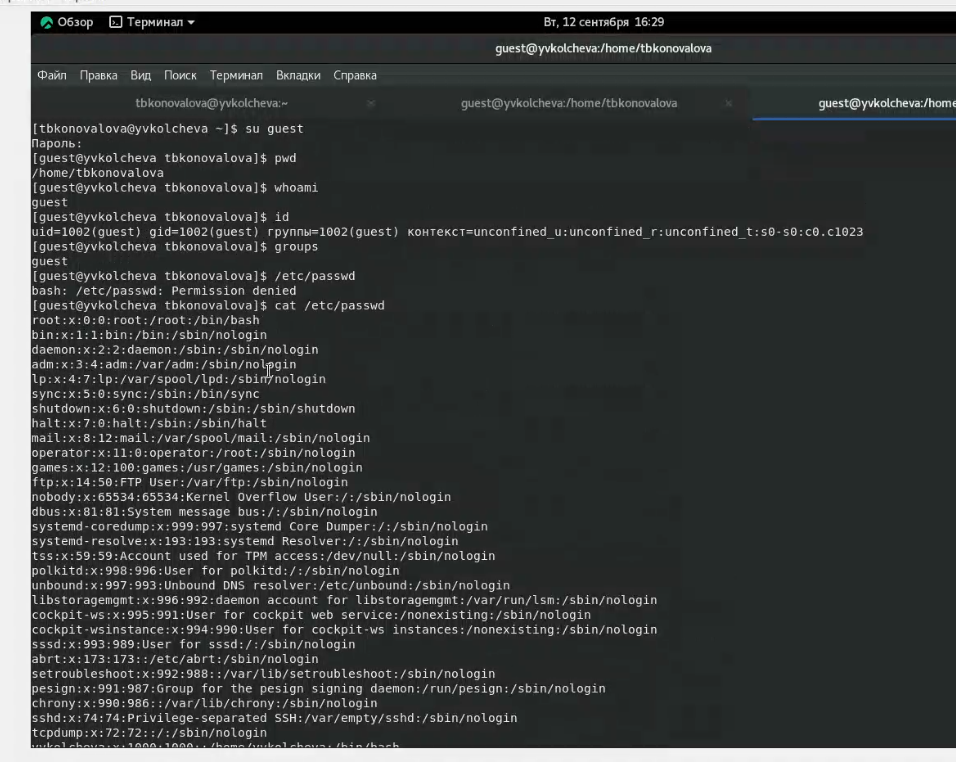 Обзор Терминал Вт, 12 сентября 16:29
guest@yvkolcheva:/home/tbkonovalova
Файл Правка Вид Поиск Терминал Вкладки Справка
tbkonovalova@yvkolcheva:~ × guest@yvkolcheva:/home/tbkonovalova × guest@yvkolcheva:/home
[tbkonovalova@yvkolcheva ~]$ su guest
Пароль:
[guest@yvkolcheva tbkonovalova]$ pwd
/home/tbkonovalova
[guest@yvkolcheva tbkonovalova]$ whoami
guest
[guest@yvkolcheva tbkonovalova]$ id
uid=1002(guest) gid=1002(guest) группы=1002(guest) контекст=unconfined_u:unconfined_r:unconfined_t:s0-s0:c0.c1023
[guest@yvkolcheva tbkonovalova]$ groups
guest
[guest@yvkolcheva tbkonovalova]$ /etc/passwd
bash: /etc/passwd: Permission denied
[guest@yvkolcheva tbkonovalova]$ cat /etc/passwd
root:x:0:0:root:/root:/bin/bash
bin:x:1:1:bin:/bin:/sbin/nologin
daemon:x:2:2:daemon:/sbin:/sbin/nologin
adm:x:3:4:adm:/var/adm:/sbin/nologin
lp:x:4:7:lp:/var/spool/lpd:/sbin/nologin
sync:x:5:0:sync:/sbin:/bin/sync
shutdown:x:6:0:shutdown:/sbin:/sbin/shutdown
halt:x:7:0:halt:/sbin:/sbin/halt
mail:x:8:12:mail:/var/spool/mail:/sbin/nologin
operator:x:11:0:operator:/root:/sbin/nologin
games:x:12:100:games:/usr/games:/sbin/nologin
ftp:x:14:50:FTP User:/var/ftp:/sbin/nologin
nobody:x:65534:65534:Kernel Overflow User:/:/sbin/nologin
dbus:x:81:81:System message bus:/:/sbin/nologin
systemd-coredump:x:999:997:systemd Core Dumper:/:/sbin/nologin
systemd-resolve:x:193:193:systemd Resolver:/:/sbin/nologin
tss:x:59:59:Account used for TPM access:/dev/null:/sbin/nologin
polkitd:x:998:996:User for polkitd:/:/sbin/nologin
unbound:x:997:993:Unbound DNS resolver:/etc/unbound:/sbin/nologin
libstoragemgmt:x:996:992:daemon account for libstoragemgmt:/var/run/lsm:/sbin/nologin
cockpit-ws:x:995:991:User for cockpit web service:/nonexisting:/sbin/nologin
cockpit-wsinstance:x:994:990:User for cockpit-ws instances:/nonexisting:/sbin/nologin
sssd:x:993:989:User for sssd:/:/sbin/nologin
abrt:x:173:173::/etc/abrt:/sbin/nologin
setroubleshoot:x:992:988::/var/lib/setroubleshoot:/sbin/nologin
pesign:x:991:987:Group for the pesign signing daemon:/run/pesign:/sbin/nologin
chrony:x:990:986::/var/lib/chrony:/sbin/nologin
sshd:x:74:74:Privilege-separated SSH:/var/empty/sshd:/sbin/nologin
tcpdump:x:72:72::/:/sbin/nologin
yvkolcheva:x:1000:1000::/home/yvkolcheva:/bin/bash